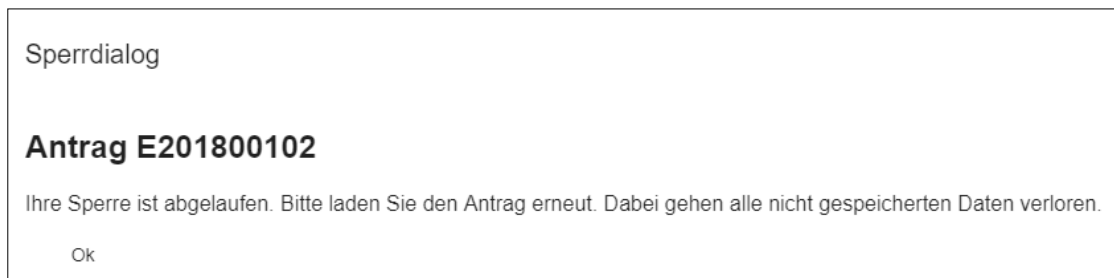 Sperrdialog
Antrag E201800102
Ihre Sperre ist abgelaufen. Bitte laden Sie den Antrag erneut. Dabei gehen alle nicht gespeicherten Daten verloren.
Ok